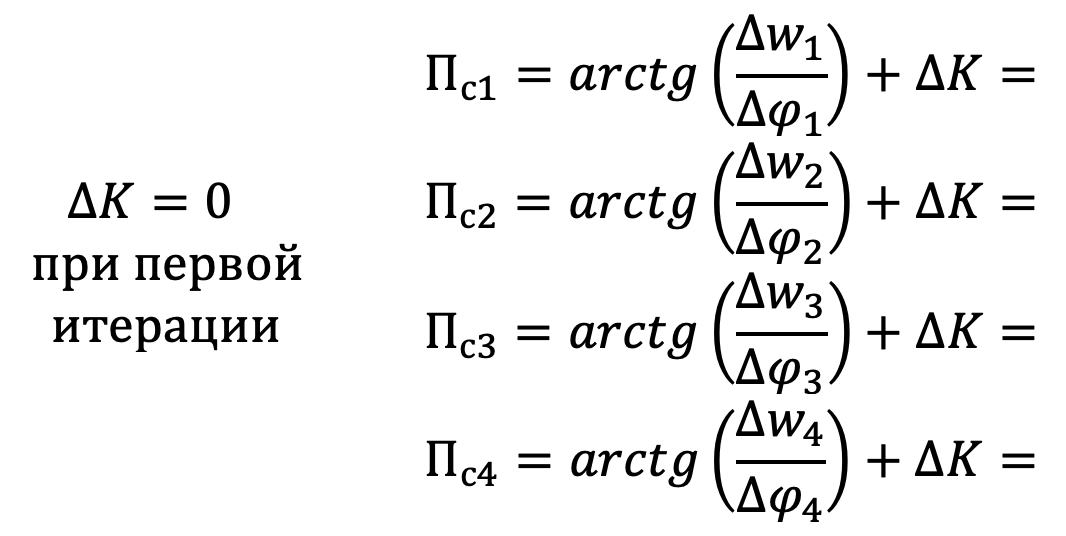 Π_c1 = arctg (Δw_1 / Δφ_1) + ΔK =
ΔK = 0
при первой
итерации
Π_c2 = arctg (Δw_2 / Δφ_2) + ΔK =
Π_c3 = arctg (Δw_3 / Δφ_3) + ΔK =
Π_c4 = arctg (Δw_4 / Δφ_4) + ΔK =